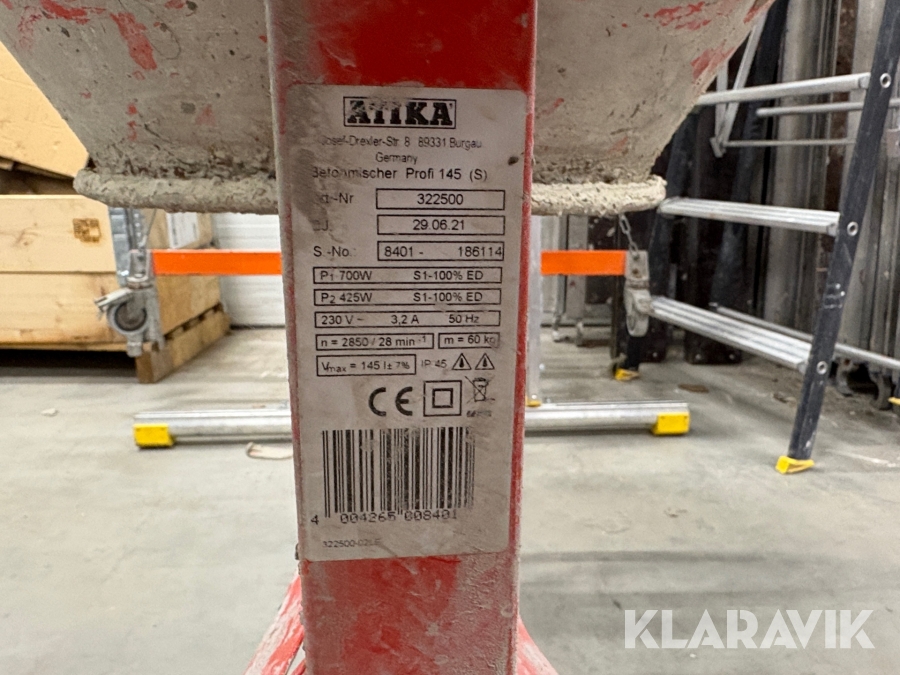 ATIKA
Josef-Drexler-Str. 8 89331 Burgau
Germany
Betonmischer Profi 145 (S)
322500
29.06.21
S.-No.: 8401 - 186114
P1 700W S1-100% ED
P2 425W S1-100% ED
230 V~ 3,2 A 50 Hz
n = 2850 / 28 min⁻¹ m = 60 kg
Vmax = 145 l ± 7% IP 45
CE
4 004265 008401
KLARAVIK